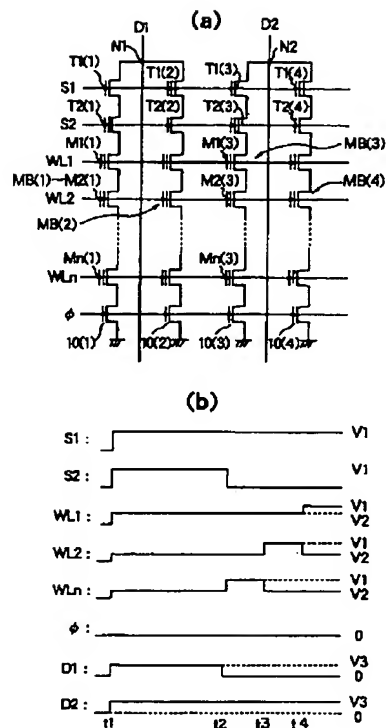 (a)
D1 D2
N1 N2
T1(1) T1(2) T1(3) T1(4)
S1
T2(1) T2(2) T2(3) T2(4)
S2
M1(1) M1(3) MB(3)
WL1
MB(1) M2(1) M2(3) MB(4)
WL2
MB(2)
Mn(1) Mn(3)
WLn
φ
10(1) 10(2) 10(3) 10(4)
(b)
S1 : V1
S2 : V1
WL1 : V1
V2
WL2 : V1
V2
WLn : V1
V2
φ : 0
D1 : V3
0
D2 : V3
0
t1 t2 t3 t4